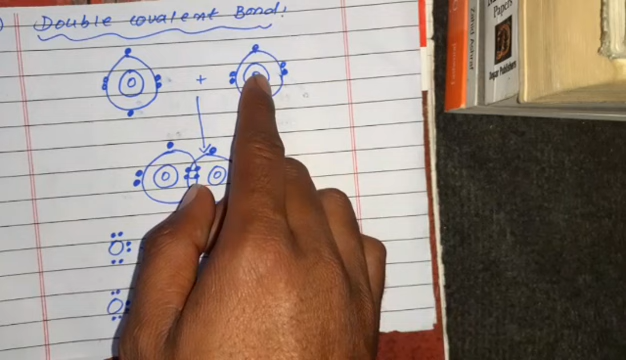 Double covalent Bond:
O + O
O O
O
O
Papers